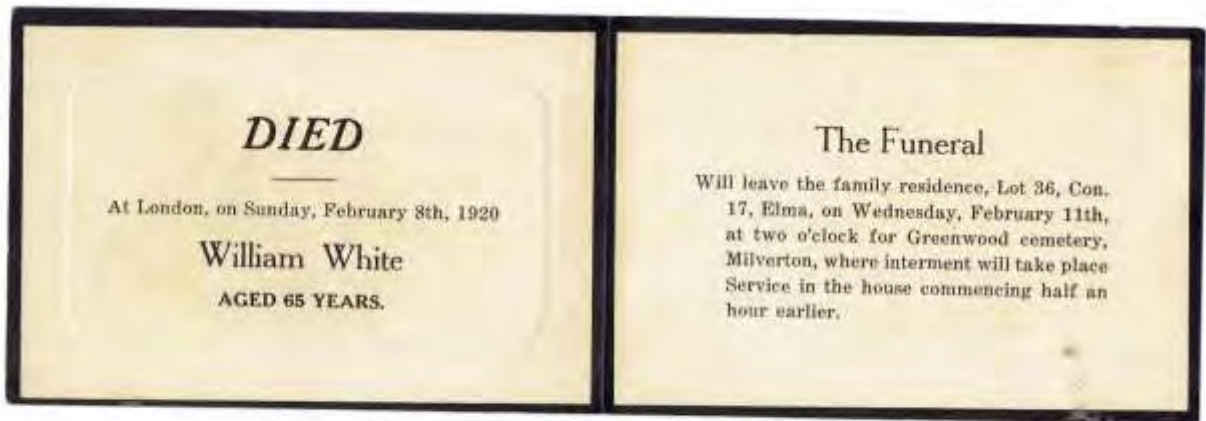 DIED
At London, on Sunday, February 8th, 1920
William White
AGED 65 YEARS.
The Funeral
Will leave the family residence, Lot 36, Con.
17, Elma, on Wednesday, February 11th,
at two o'clock for Greenwood cemetery,
Milverton, where interment will take place
Service in the house commencing half an
hour earlier.